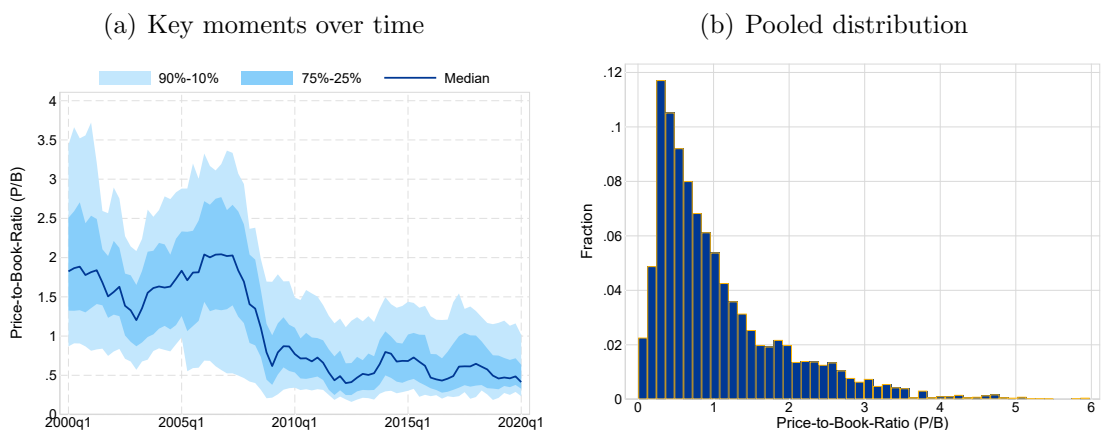 (a) Key moments over time
90%-10% 75%-25% Median
Price-to-Book-Ratio (P/B)
4
3.5
3
2.5
2
1.5
1
.5
0
2000q1 2005q1 2010q1 2015q1 2020q1
(b) Pooled distribution
Fraction
.12
.1
.08
.06
.04
.02
0
0 1 2 3 4 5 6
Price-to-Book-Ratio (P/B)